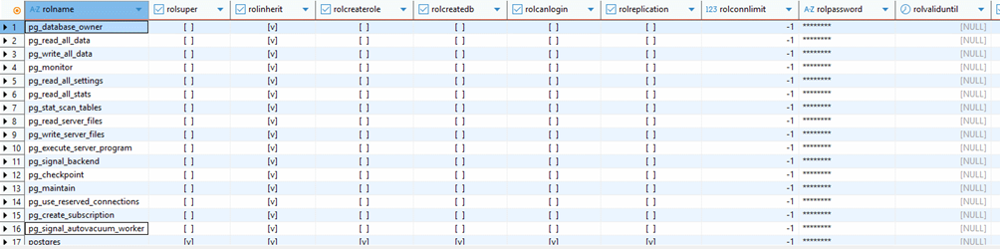 rolname rolsuper rolinherit rolcreaterole rolcreatedb rolcanlogin rolreplication 123 rolconnlimit A-Z rolpassword rolvaliduntil
1 pg_database_owner [ ] [v] [ ] [ ] [ ] [ ] -1 ******** [NULL]
2 pg_read_all_data [ ] [v] [ ] [ ] [ ] [ ] -1 ******** [NULL]
3 pg_write_all_data [ ] [v] [ ] [ ] [ ] [ ] -1 ******** [NULL]
4 pg_monitor [ ] [v] [ ] [ ] [ ] [ ] -1 ******** [NULL]
5 pg_read_all_settings [ ] [v] [ ] [ ] [ ] [ ] -1 ******** [NULL]
6 pg_read_all_stats [ ] [v] [ ] [ ] [ ] [ ] -1 ******** [NULL]
7 pg_stat_scan_tables [ ] [v] [ ] [ ] [ ] [ ] -1 ******** [NULL]
8 pg_read_server_files [ ] [v] [ ] [ ] [ ] [ ] -1 ******** [NULL]
9 pg_write_server_files [ ] [v] [ ] [ ] [ ] [ ] -1 ******** [NULL]
10 pg_execute_server_program [ ] [v] [ ] [ ] [ ] [ ] -1 ******** [NULL]
11 pg_signal_backend [ ] [v] [ ] [ ] [ ] [ ] -1 ******** [NULL]
12 pg_checkpoint [ ] [v] [ ] [ ] [ ] [ ] -1 ******** [NULL]
13 pg_maintain [ ] [v] [ ] [ ] [ ] [ ] -1 ******** [NULL]
14 pg_use_reserved_connections [ ] [v] [ ] [ ] [ ] [ ] -1 ******** [NULL]
15 pg_create_subscription [ ] [v] [ ] [ ] [ ] [ ] -1 ******** [NULL]
16 pg_signal_autovacuum_worker [ ] [v] [ ] [ ] [ ] [ ] -1 ******** [NULL]
17 postgres [v] [v] [v] [v] [v] [v] -1 ******** [NULL]